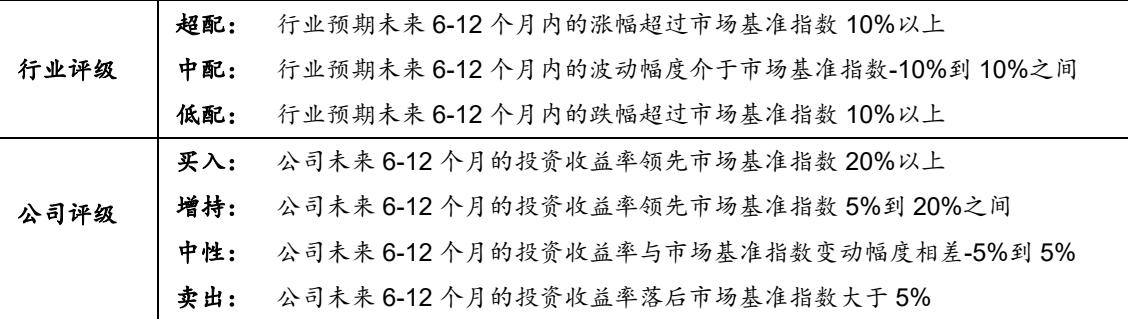 超配： 行业预期未来 6-12 个月内的涨幅超过市场基准指数 10%以上
行业评级 中配： 行业预期未来 6-12 个月内的波动幅度介于市场基准指数-10%到 10%之间
低配： 行业预期未来 6-12 个月内的跌幅超过市场基准指数 10%以上
买入： 公司未来 6-12 个月的投资收益率领先市场基准指数 20%以上
公司评级 增持： 公司未来 6-12 个月的投资收益率领先市场基准指数 5%到 20%之间
中性： 公司未来 6-12 个月的投资收益率与市场基准指数变动幅度相差-5%到 5%
卖出： 公司未来 6-12 个月的投资收益率落后市场基准指数大于 5%